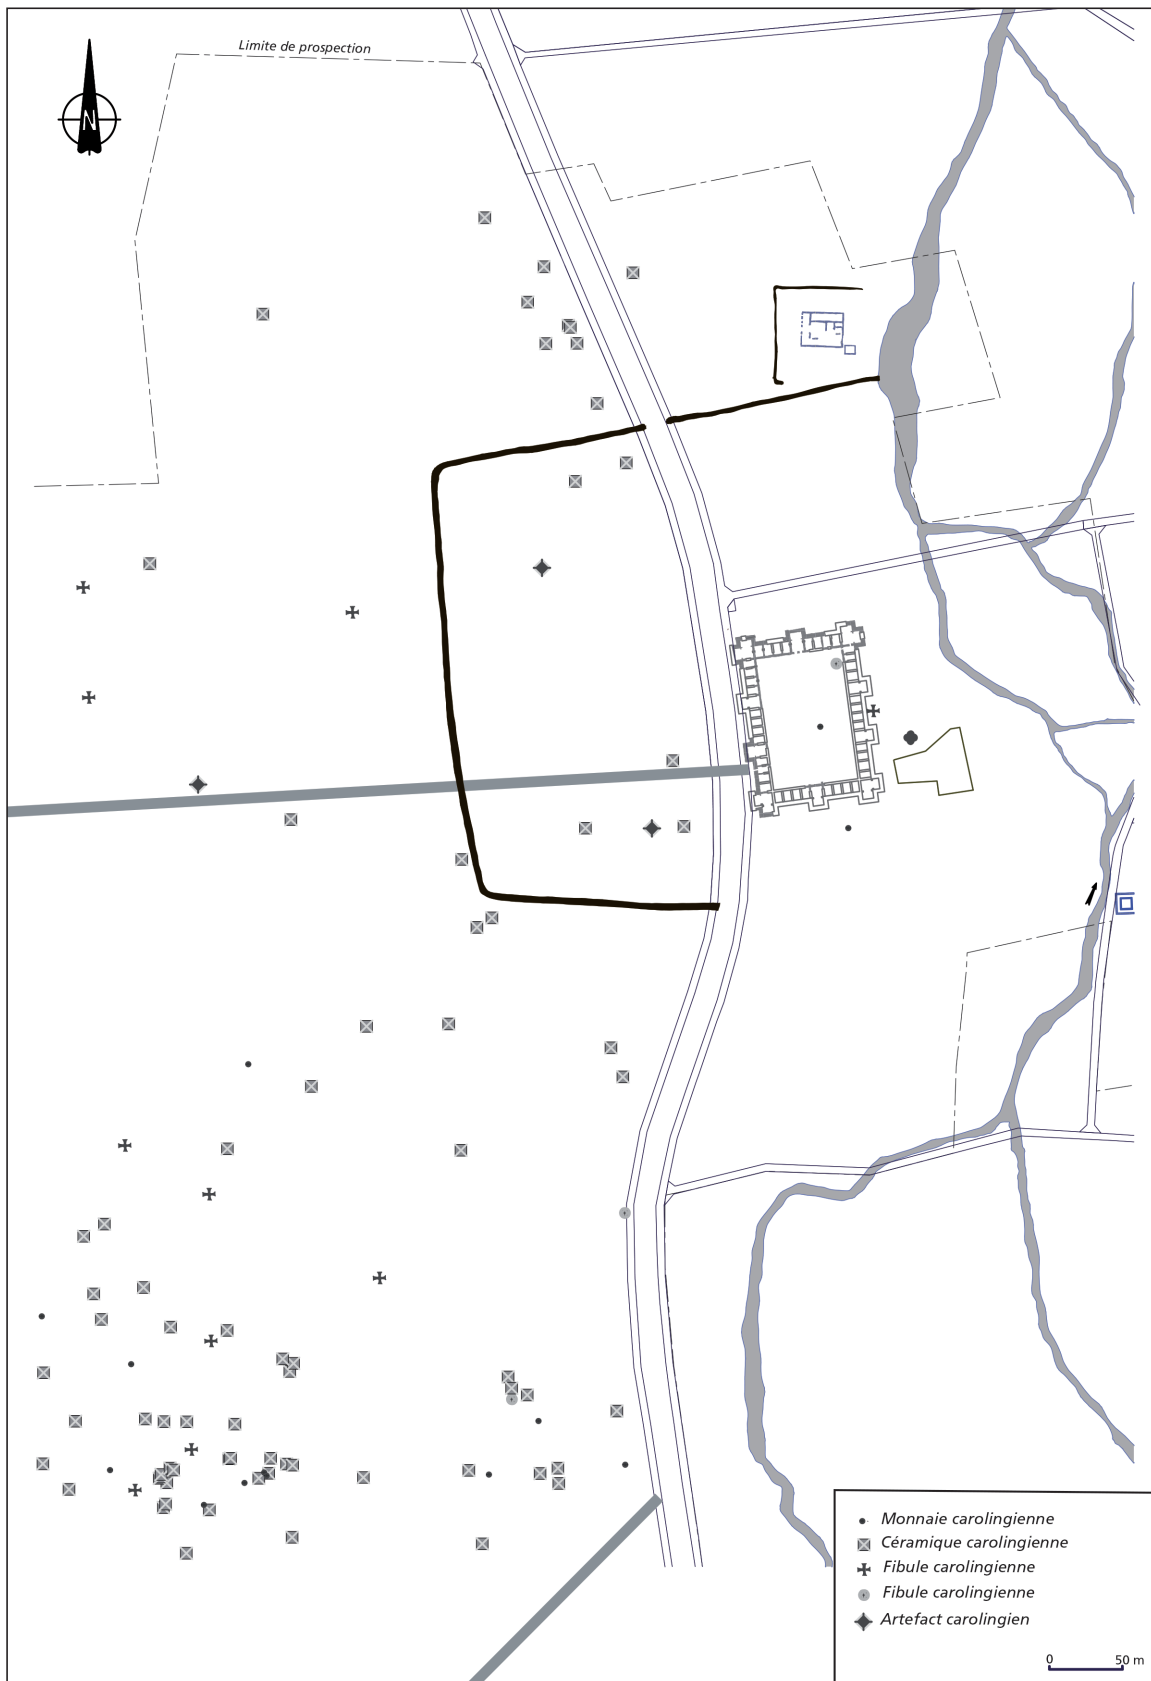 Limite de prospection
N
Monnaie carolingienne
Céramique carolingienne
Fibule carolingienne
Fibule carolingienne
Artefact carolingien
0 50 m